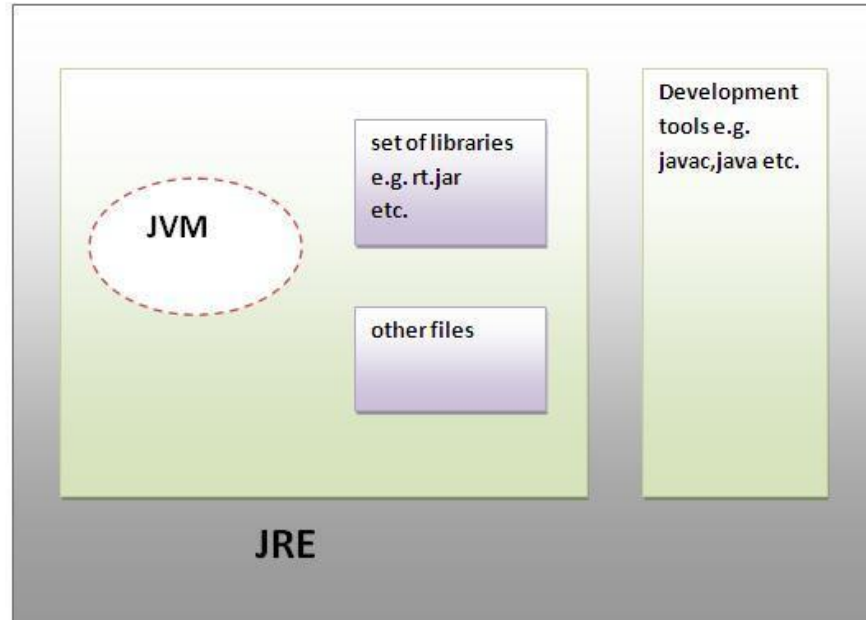 JVM
set of libraries
e.g. rt.jar
etc.
other files
Development
tools e.g.
javac,java etc.
JRE